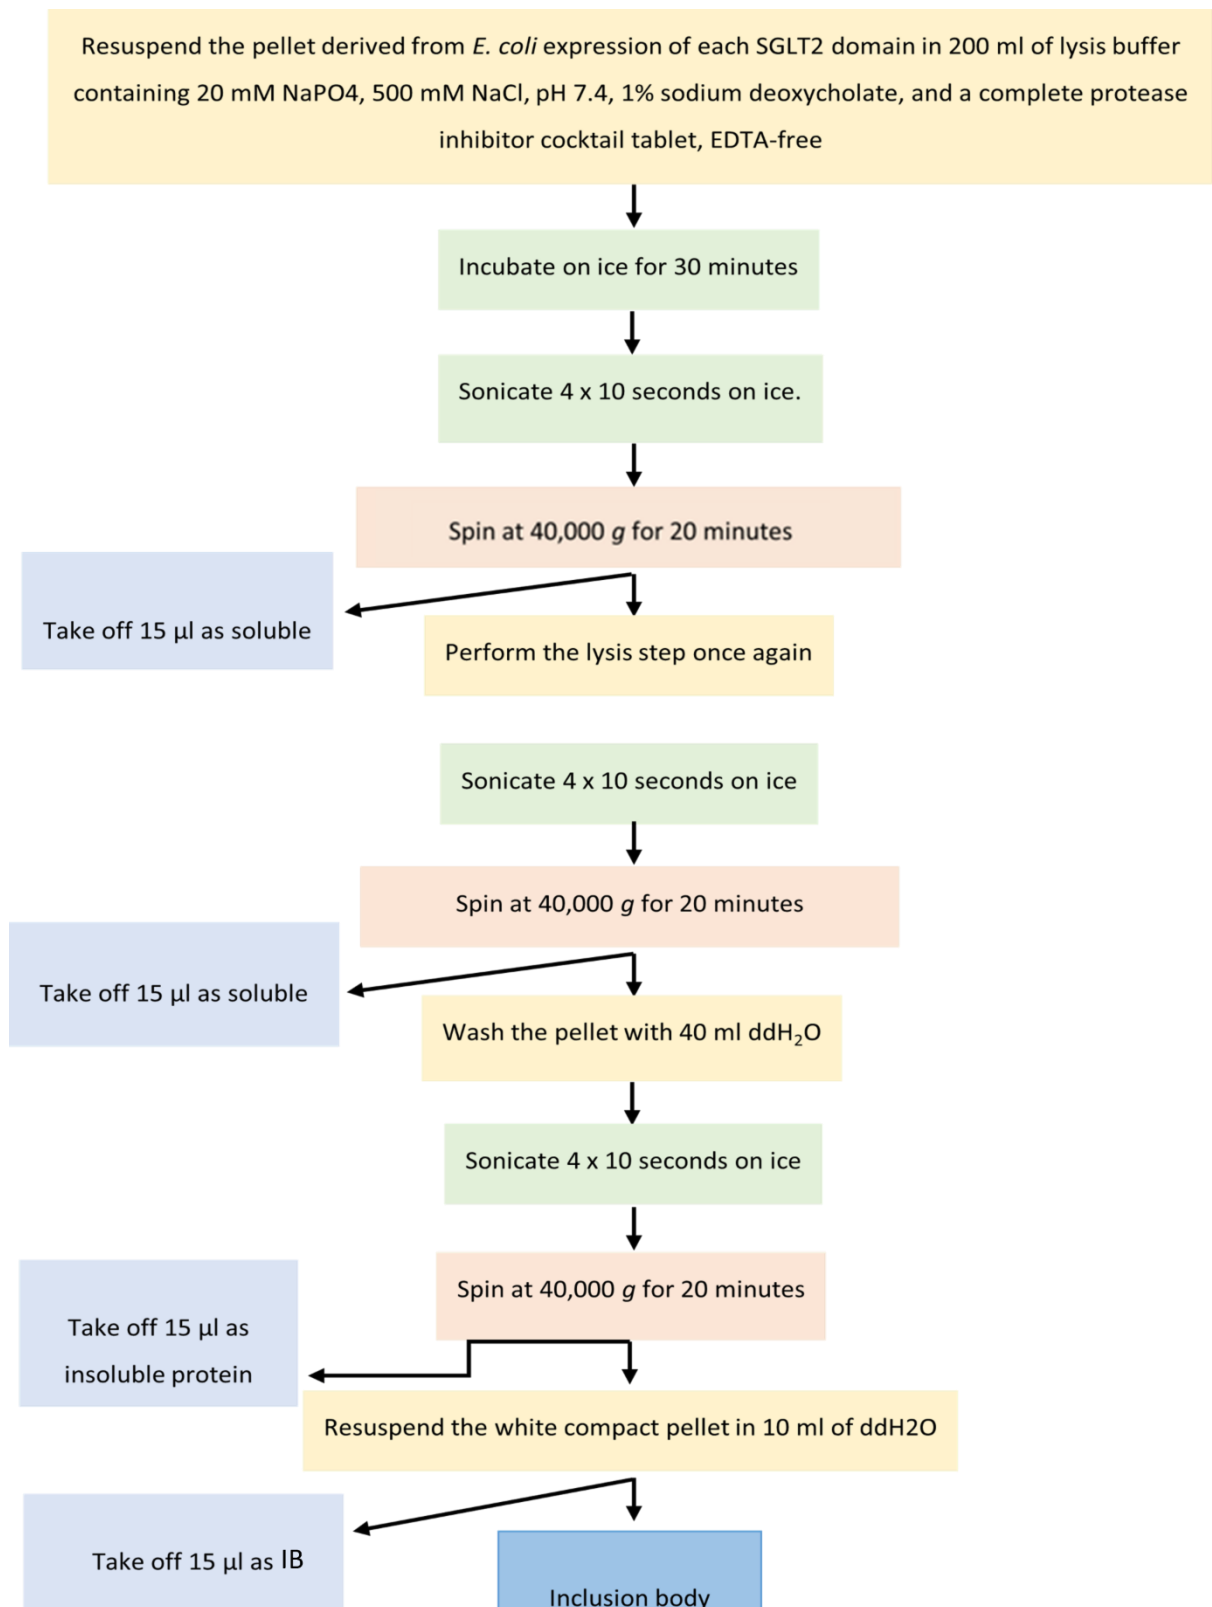 Resuspend the pellet derived from E. coli expression of each SGLT2 domain in 200 ml of lysis buffer
containing 20 mM NaPO4, 500 mM NaCl, pH 7.4, 1% sodium deoxycholate, and a complete protease
inhibitor cocktail tablet, EDTA-free
Incubate on ice for 30 minutes
Sonicate 4 x 10 seconds on ice.
Spin at 40,000 g for 20 minutes
Take off 15 µl as soluble
Perform the lysis step once again
Sonicate 4 x 10 seconds on ice
Spin at 40,000 g for 20 minutes
Take off 15 µl as soluble
Wash the pellet with 40 ml ddH₂O
Sonicate 4 x 10 seconds on ice
Spin at 40,000 g for 20 minutes
Take off 15 µl as
insoluble protein
Resuspend the white compact pellet in 10 ml of ddH2O
Take off 15 µl as IB
Inclusion body